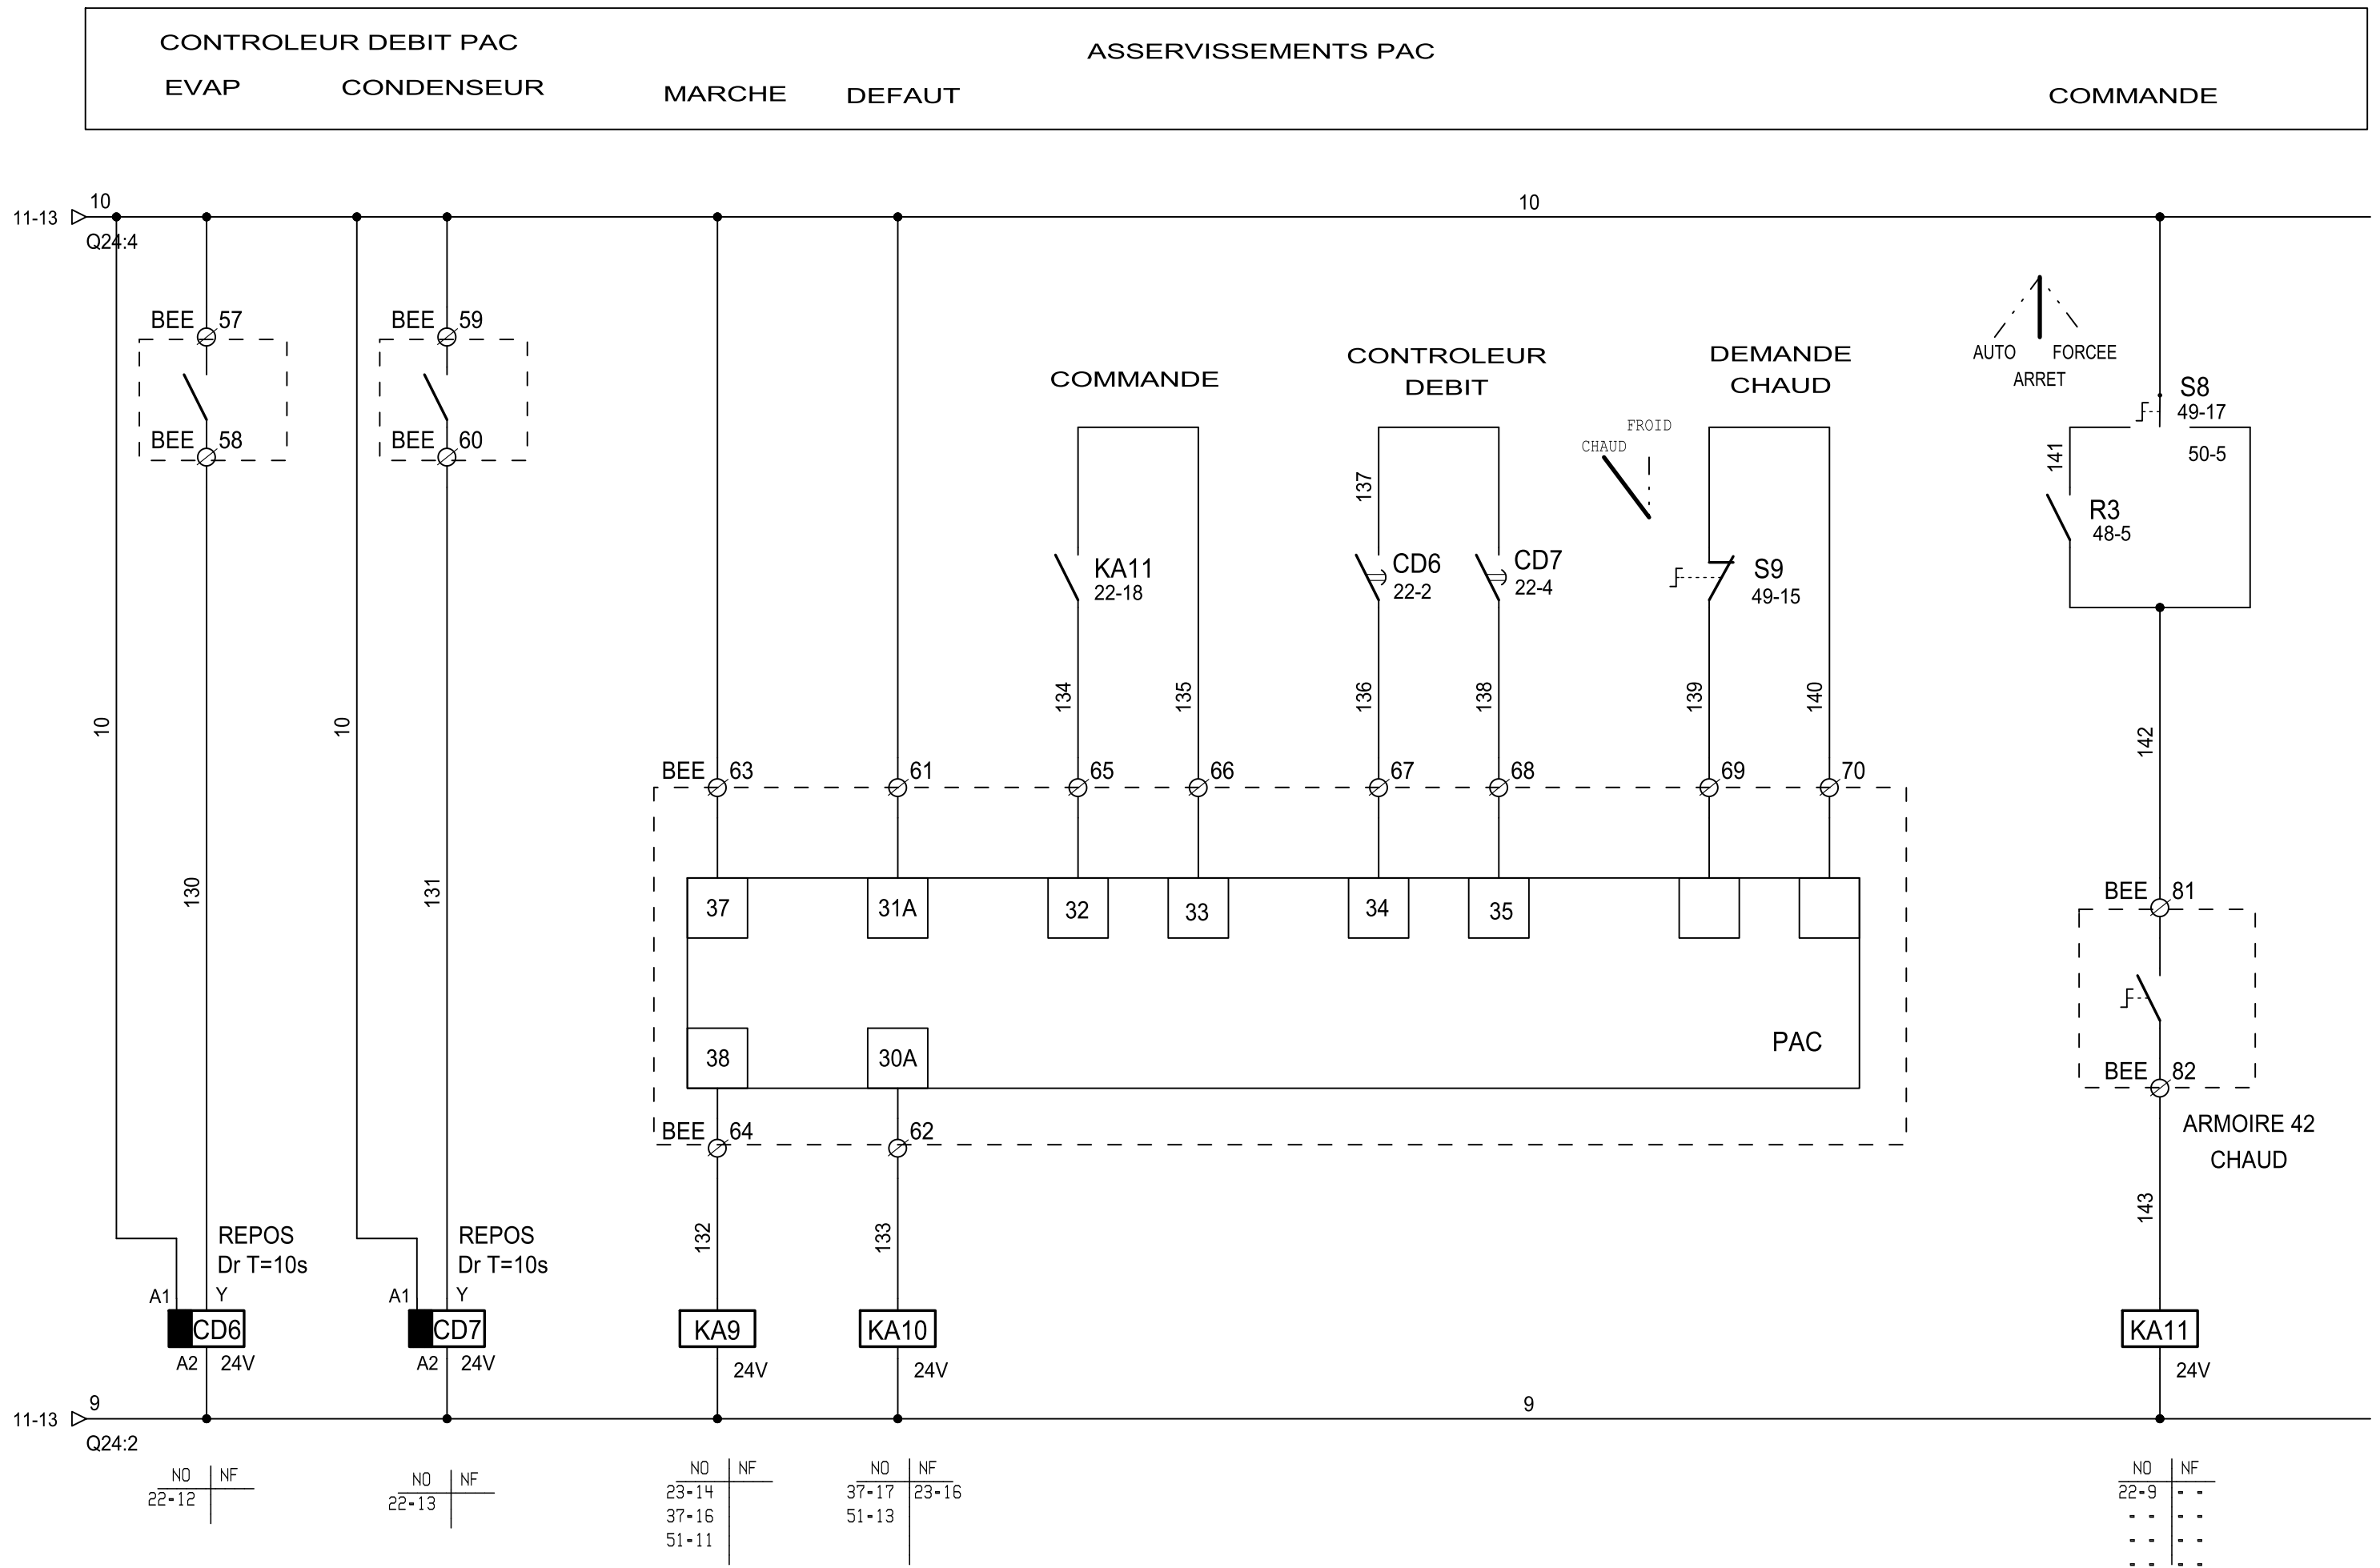 CONTROLEUR DEBIT PAC
ASSERVISSEMENTS PAC
EVAP CONDENSEUR MARCHE DEFAUT COMMANDE
11-13 10 10
Q24:4
BEE 57 BEE 59
BEE 58 BEE 60
COMMANDE
CONTROLEUR
DEBIT
DEMANDE
CHAUD
FROID
CHAUD
AUTO FORCEE
ARRET
S8
49-17
50-5
141
R3
48-5
137
KA11
22-18
CD6
22-2
CD7
22-4
S9
49-15
10 130 10 131
134 135 136 138 139 140 142
BEE 63 61 65 66 67 68 69 70
37 31A 32 33 34 35
38 30A PAC
BEE 64 62
BEE 81
BEE 82
ARMOIRE 42
CHAUD
132 133 143
REPOS REPOS
Dr T=10s Dr T=10s
A1 Y A1 Y
CD6 CD7 KA9 KA10 KA11
A2 24V A2 24V 24V 24V 24V
11-13 9 9
Q24:2
NO NF NO NF NO NF NO NF NO NF
22-12 22-13 23-14 37-17 23-16 22-9 - -
37-16 51-13 - - - -
51-11 - - - -
- - - -